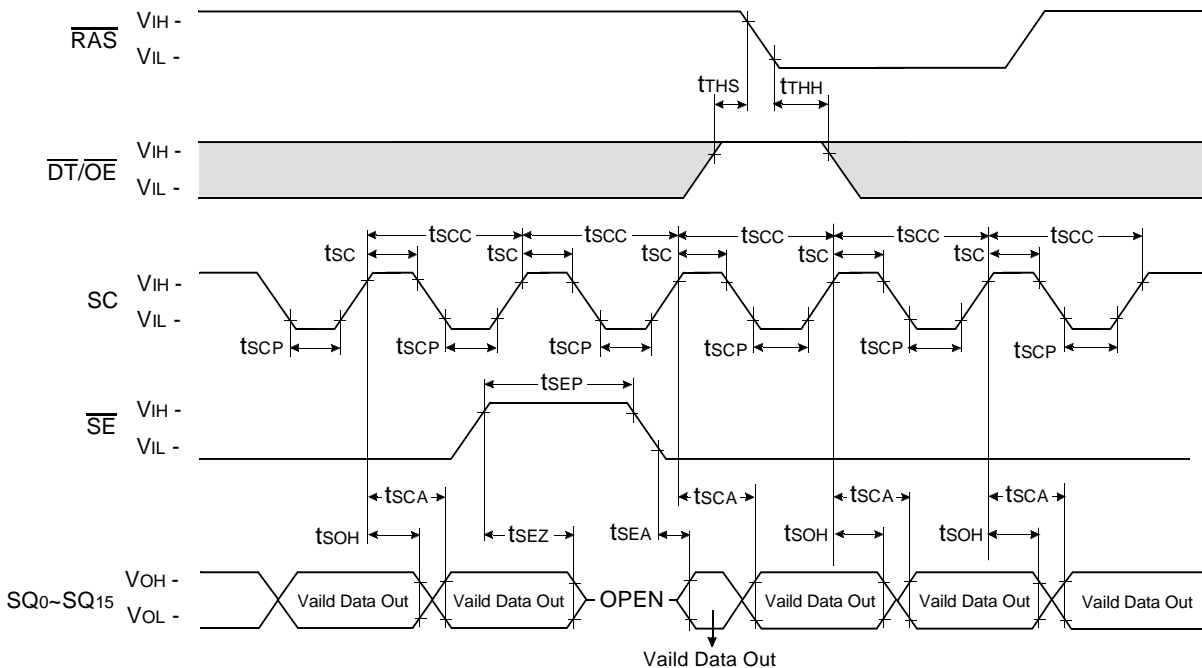 RAS
VIH -
VIL -
tTHS
tTHH
DT/OE
VIH -
VIL -
tSCC tSCC tSCC tSCC tSCC
tSC tSC tSC tSC tSC
SC
VIH -
VIL -
tSCP tSCP tSCP tSCP tSCP tSCP
tSEP
SE
VIH -
VIL -
tSCA tSCA tSCA tSCA
tSOH tSEZ tSEA tSOH tSOH
SQ0~SQ15
VOH -
VOL -
Vaild Data Out Vaild Data Out OPEN Vaild Data Out Vaild Data Out Vaild Data Out
Vaild Data Out